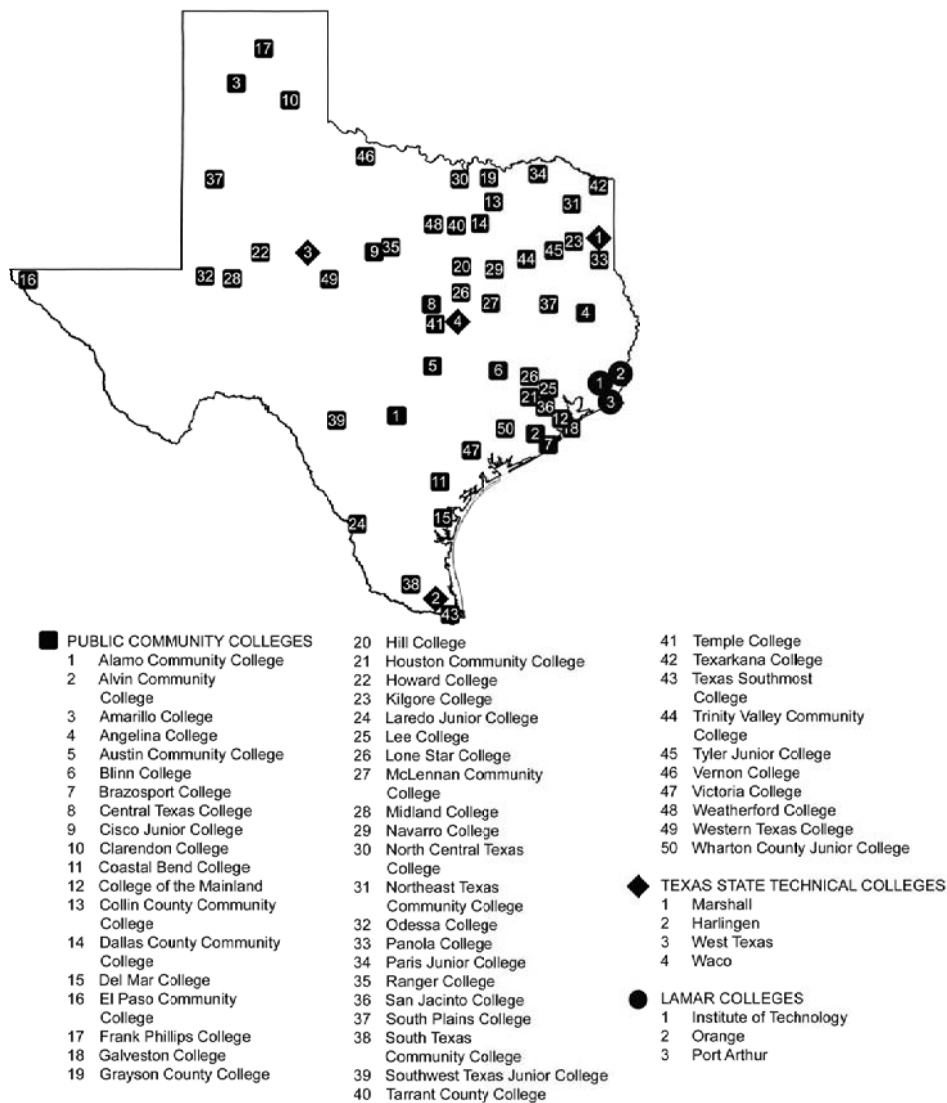 17
3
10
46
37
30
19
34
42
13
31
48
40
14
1
23
22
3
9
35
45
33
44
16
32
28
49
20
29
26
8
27
37
4
41
4
5
6
26
2
1
25
21
36
3
39
1
12
18
50
2
7
47
11
15
24
38
2
43
PUBLIC COMMUNITY COLLEGES
1 Alamo Community College
2 Alvin Community
College
3 Amarillo College
4 Angelina College
5 Austin Community College
6 Blinn College
7 Brazosport College
8 Central Texas College
9 Cisco Junior College
10 Clarendon College
11 Coastal Bend College
12 College of the Mainland
13 Collin County Community
College
14 Dallas County Community
College
15 Del Mar College
16 El Paso Community
College
17 Frank Phillips College
18 Galveston College
19 Grayson County College
20 Hill College
21 Houston Community College
22 Howard College
23 Kilgore College
24 Laredo Junior College
25 Lee College
26 Lone Star College
27 McLennan Community
College
28 Midland College
29 Navarro College
30 North Central Texas
College
31 Northeast Texas
Community College
32 Odessa College
33 Panola College
34 Paris Junior College
35 Ranger College
36 San Jacinto College
37 South Plains College
38 South Texas
Community College
39 Southwest Texas Junior College
40 Tarrant County College
41 Temple College
42 Texarkana College
43 Texas Southmost
College
44 Trinity Valley Community
College
45 Tyler Junior College
46 Vernon College
47 Victoria College
48 Weatherford College
49 Western Texas College
50 Wharton County Junior College
TEXAS STATE TECHNICAL COLLEGES
1 Marshall
2 Harlingen
3 West Texas
4 Waco
LAMAR COLLEGES
1 Institute of Technology
2 Orange
3 Port Arthur